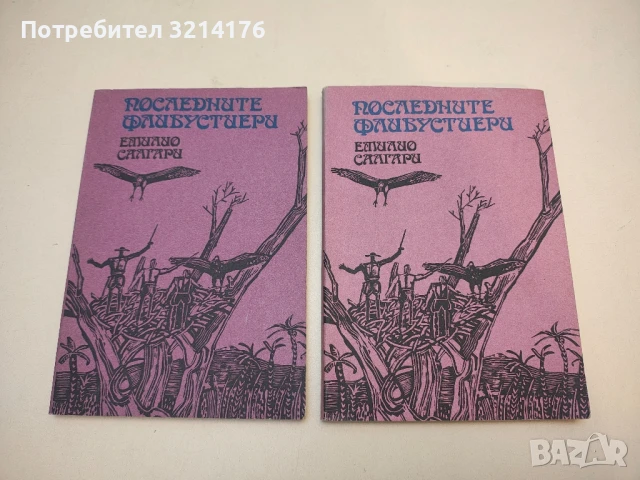 Потребител 3214176
ПОСЛЕДНИТЕ
ФЛИБУСТИЕРИ
ЕМИЛИО
САЛГАРИ
ПОСЛЕДНИТЕ
ФЛИБУСТИЕРИ
ЕМИЛИО
САЛГАРИ
BAZAR